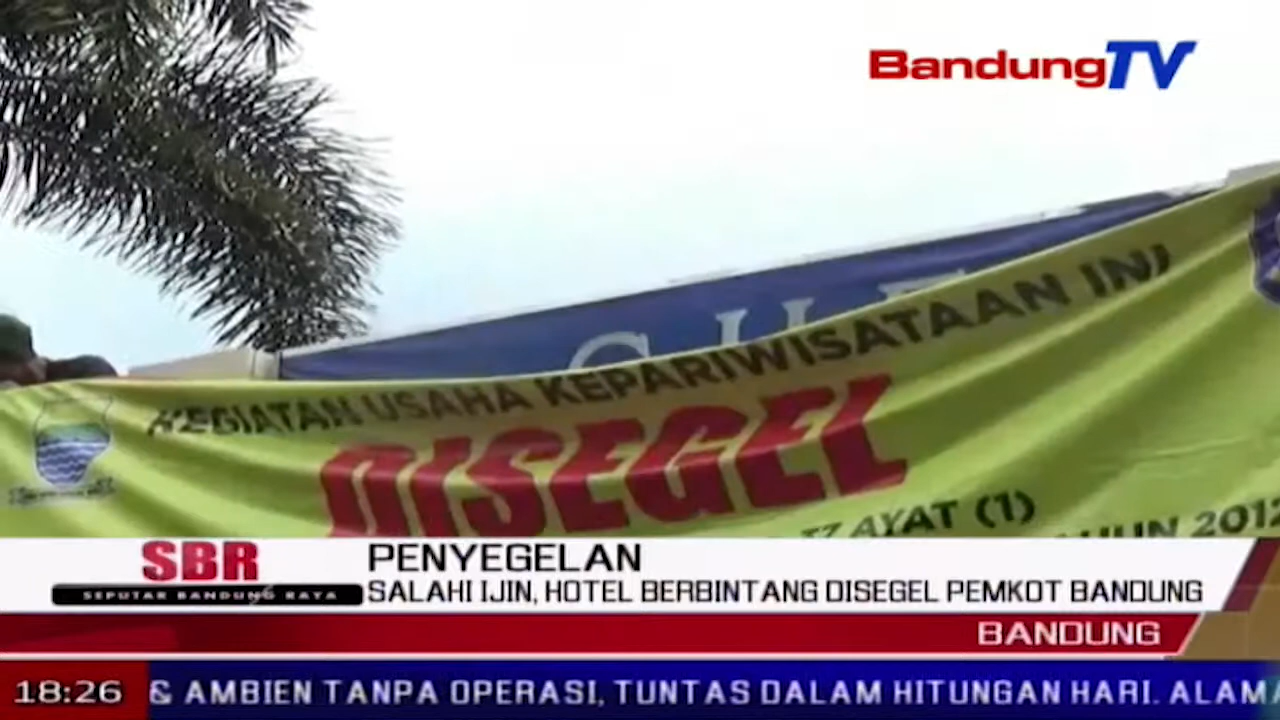 BandungTV
KEGIATAN USAHA KEPARIWISATAAN INI
DISEGEL
AYAT (1)
2012
SBR
SEPUTAR BANDUNG RAYA
PENYEGELAN
SALAHI IJIN, HOTEL BERBINTANG DISEGEL PEMKOT BANDUNG
BANDUNG
18:26
& AMBIEN TANPA OPERASI, TUNTAS DALAM HITUNGAN HARI. ALAMA